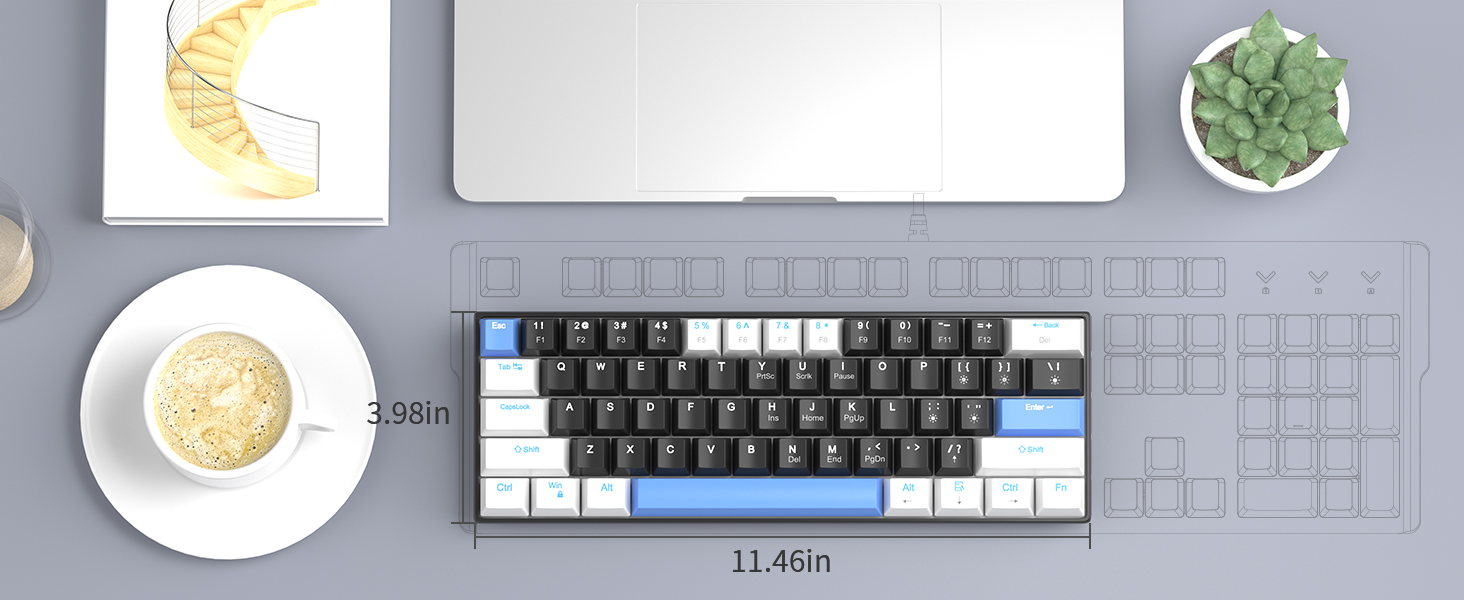 Esc 1 ! 2 @ 3 # 4 $ 5 % 6 ^ 7 & 8 * 9 ( 0 ) - = + ← Back
F1 F2 F3 F4 F5 F6 F7 F8 F9 F10 F11 F12 Del
Tab Q W E R T Y U I O P [ { } ] \ |
PrtSc Scrlk Pause
CapsLock A S D F G H J K L ; : ' " Enter
Ins Home PgUp
3.98in
Shift Z X C V B N M , < . > / ? Shift
Del End PgDn ↑
Ctrl Win Alt Alt Ctrl Fn
← ↓ →
11.46in